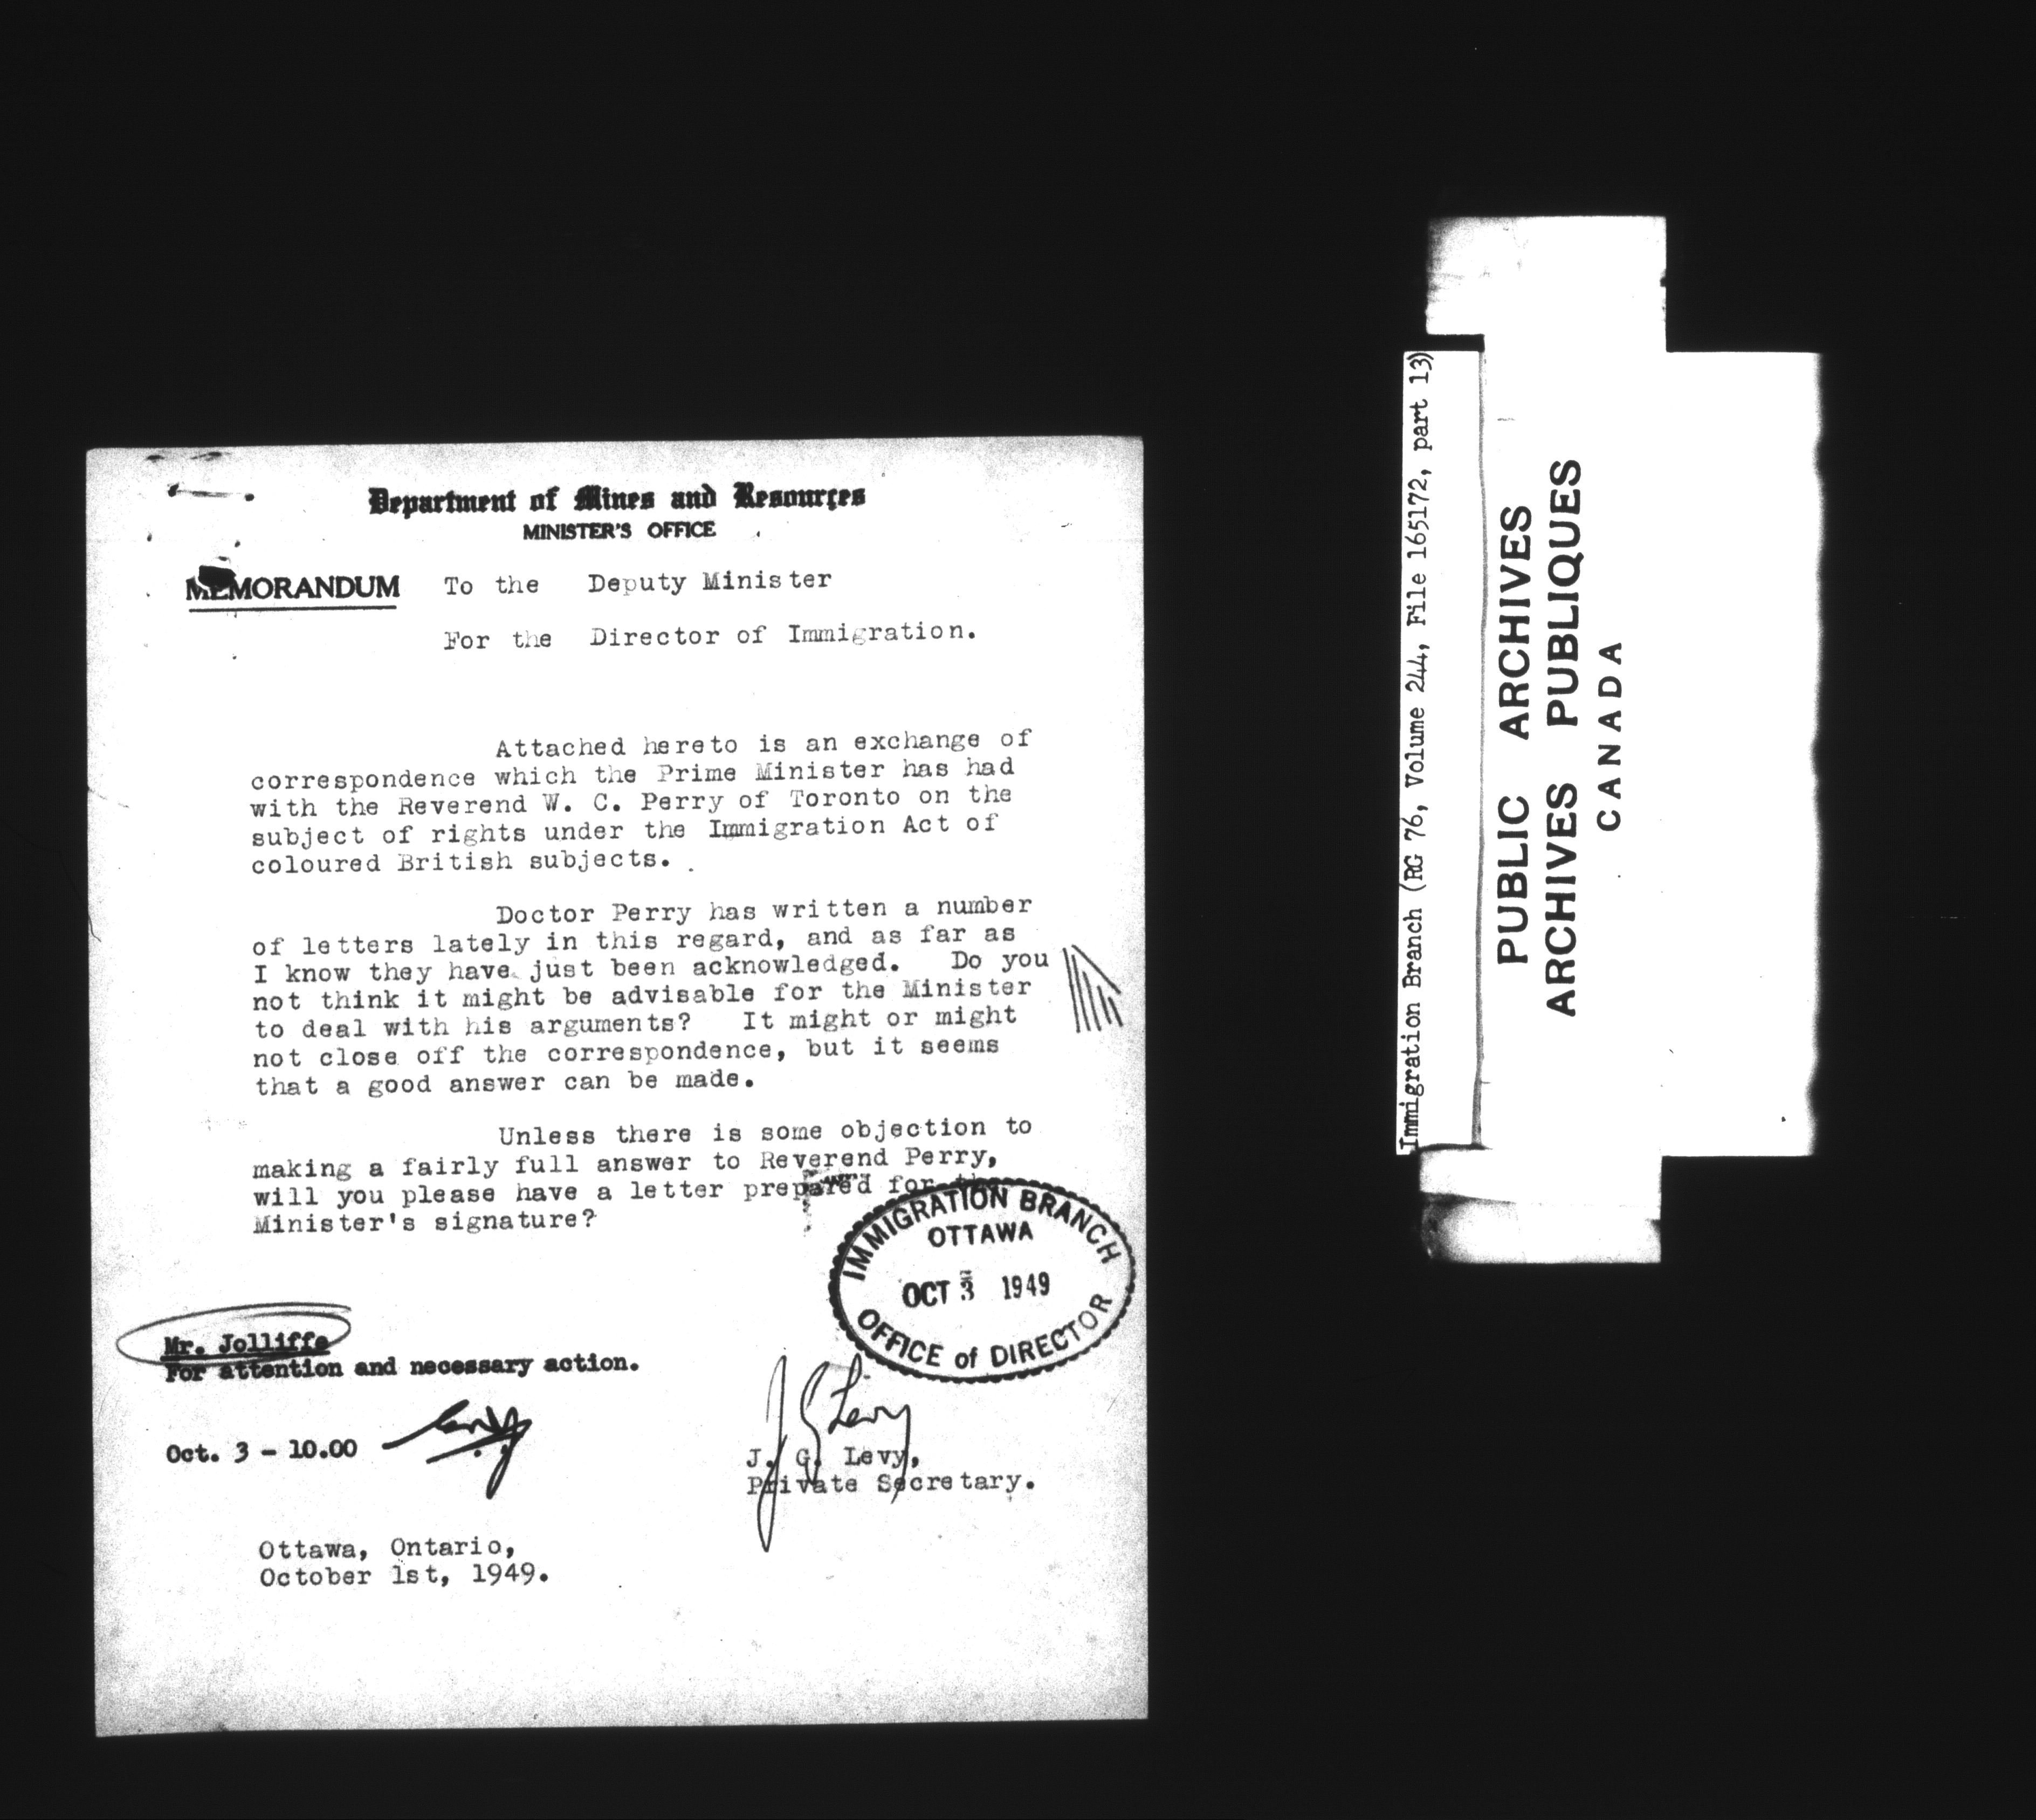 Department of Mines and Resources
MINISTER'S OFFICE
MEMORANDUM To the Deputy Minister
For the Director of Immigration.
Attached hereto is an exchange of
correspondence which the Prime Minister has had
with the Reverend W. C. Perry of Toronto on the
subject of rights under the Immigration Act of
coloured British subjects.
Doctor Perry has written a number
of letters lately in this regard, and as far as
I know they have just been acknowledged. Do you
not think it might be advisable for the Minister
to deal with his arguments? It might or might
not close off the correspondence, but it seems
that a good answer can be made.
Unless there is some objection to
making a fairly full answer to Reverend Perry,
will you please have a letter prepared for the
Minister's signature?
IMMIGRATION BRANCH
OTTAWA
OCT 3 1949
OFFICE of DIRECTOR
Mr. Jolliffe
For attention and necessary action.
Oct. 3 - 10.00
J G Levy
J. G. Levy,
Private Secretary.
Ottawa, Ontario,
October 1st, 1949.
Immigration Branch (RG 76, Volume 244, File 165172, part 13)
PUBLIC ARCHIVES
ARCHIVES PUBLIQUES
CANADA